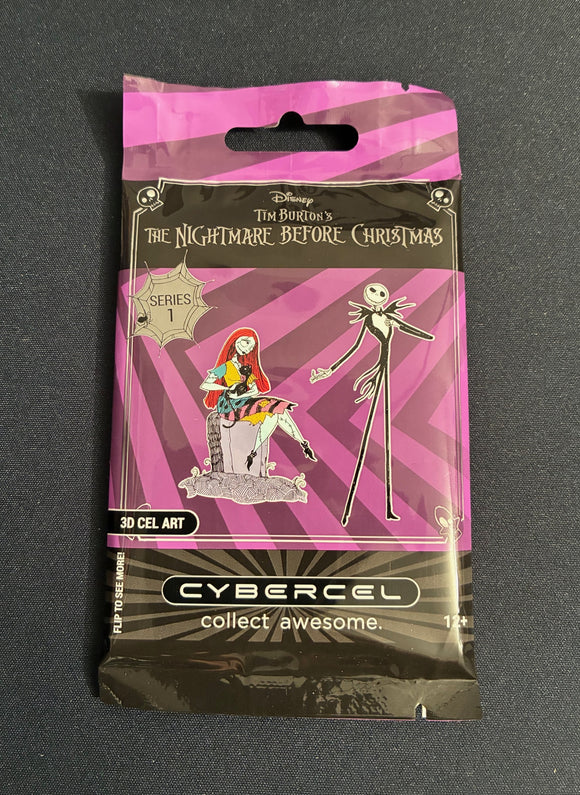 Disney
TIM BURTON'S
THE NIGHTMARE BEFORE CHRISTMAS
SERIES
1
3D CEL ART
FLIP TO SEE MORE!
CYBERCEL
collect awesome.
12+